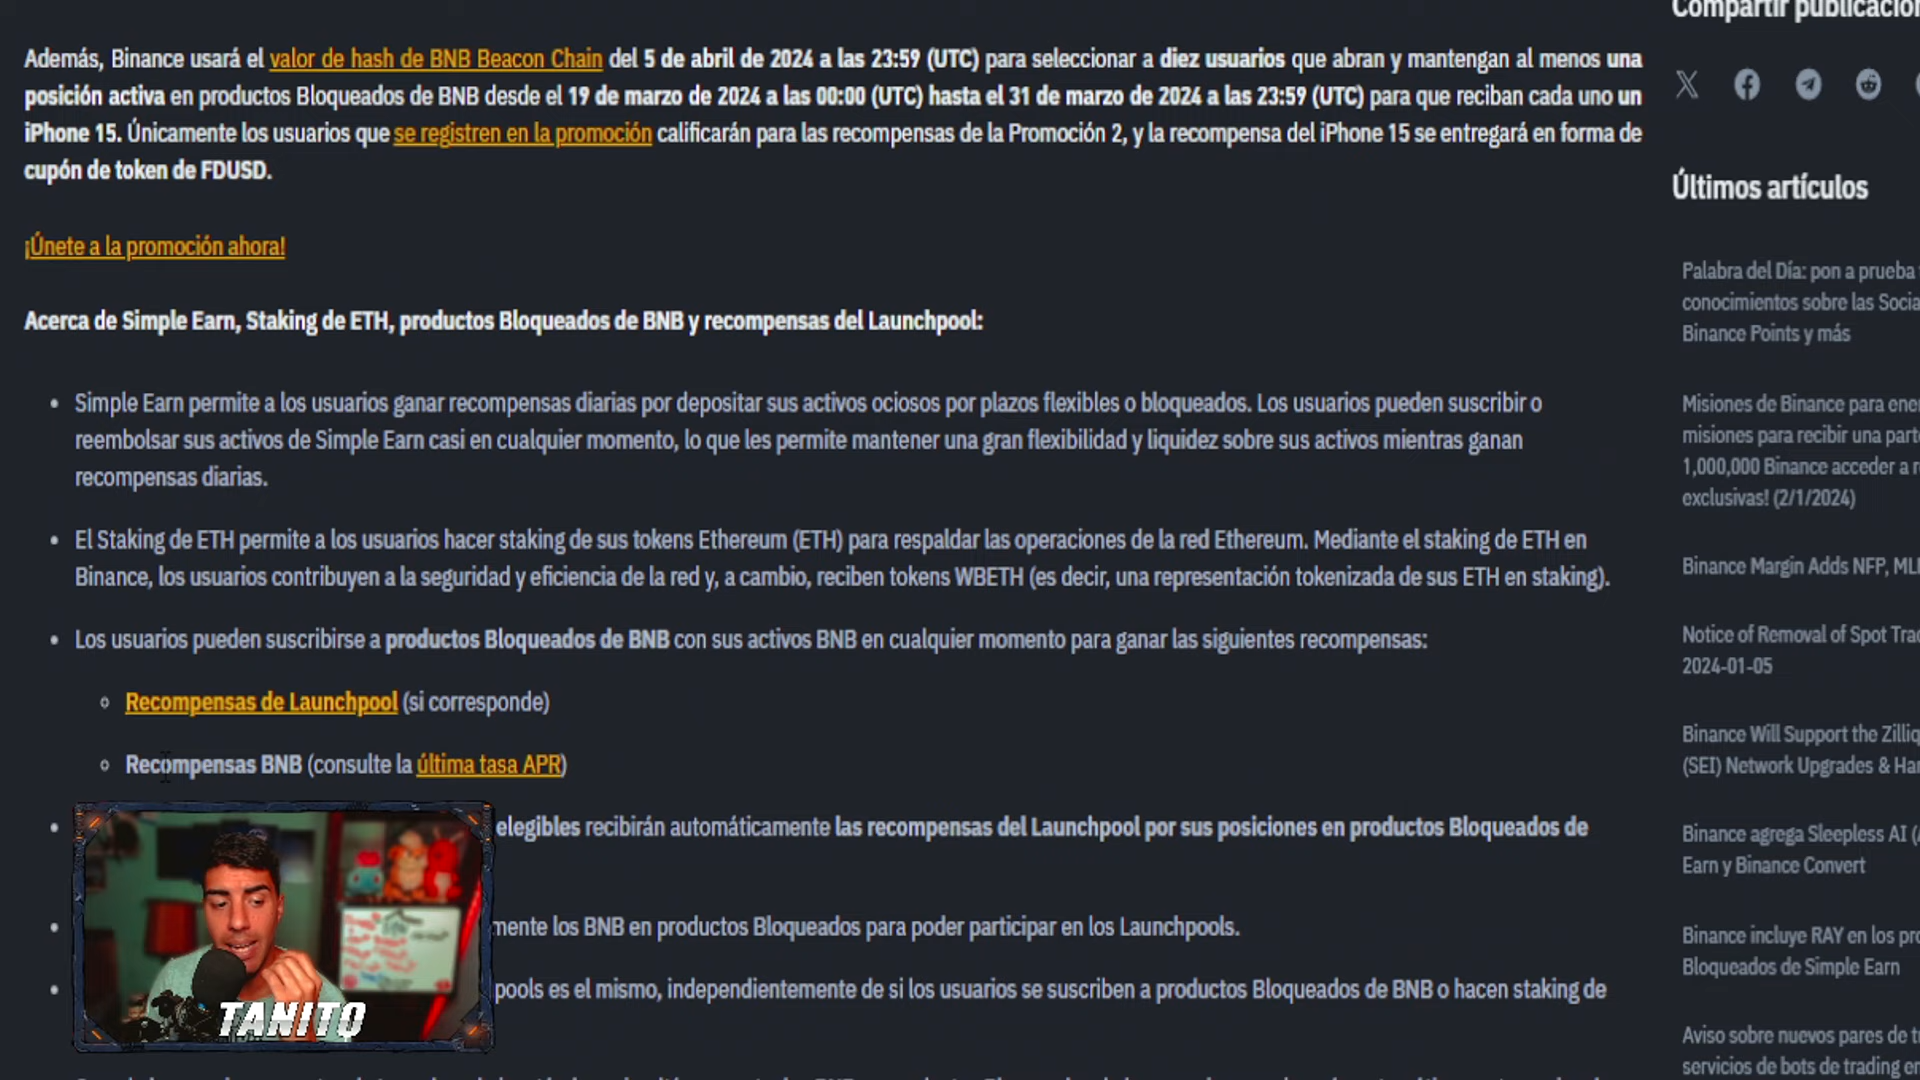 Compartir publicación
Además, Binance usará el valor de hash de BNB Beacon Chain del 5 de abril de 2024 a las 23:59 (UTC) para seleccionar a diez usuarios que abran y mantengan al menos una
posición activa en productos Bloqueados de BNB desde el 19 de marzo de 2024 a las 00:00 (UTC) hasta el 31 de marzo de 2024 a las 23:59 (UTC) para que reciban cada uno un
iPhone 15. Únicamente los usuarios que se registren en la promoción calificarán para las recompensas de la Promoción 2, y la recompensa del iPhone 15 se entregará en forma de
cupón de token de FDUSD.
¡Únete a la promoción ahora!
Acerca de Simple Earn, Staking de ETH, productos Bloqueados de BNB y recompensas del Launchpool:
• Simple Earn permite a los usuarios ganar recompensas diarias por depositar sus activos ociosos por plazos flexibles o bloqueados. Los usuarios pueden suscribir o
reembolsar sus activos de Simple Earn casi en cualquier momento, lo que les permite mantener una gran flexibilidad y liquidez sobre sus activos mientras ganan
recompensas diarias.
• El Staking de ETH permite a los usuarios hacer staking de sus tokens Ethereum (ETH) para respaldar las operaciones de la red Ethereum. Mediante el staking de ETH en
Binance, los usuarios contribuyen a la seguridad y eficiencia de la red y, a cambio, reciben tokens WBETH (es decir, una representación tokenizada de sus ETH en staking).
• Los usuarios pueden suscribirse a productos Bloqueados de BNB con sus activos BNB en cualquier momento para ganar las siguientes recompensas:
◦ Recompensas de Launchpool (si corresponde)
◦ Recompensas BNB (consulte la última tasa APR)
• elegibles recibirán automáticamente las recompensas del Launchpool por sus posiciones en productos Bloqueados de
• mente los BNB en productos Bloqueados para poder participar en los Launchpools.
• pools es el mismo, independientemente de si los usuarios se suscriben a productos Bloqueados de BNB o hacen staking de
TANITO
Últimos artículos
Palabra del Día: pon a prueba
conocimientos sobre las Socia
Binance Points y más
Misiones de Binance para ener
misiones para recibir una parte
1,000,000 Binance acceder a r
exclusivas! (2/1/2024)
Binance Margin Adds NFP, ML
Notice of Removal of Spot Tra
2024-01-05
Binance Will Support the Zilliq
(SEI) Network Upgrades & Har
Binance agrega Sleepless AI (
Earn y Binance Convert
Binance incluye RAY en los pro
Bloqueados de Simple Earn
Aviso sobre nuevos pares de t
servicios de bots de trading en